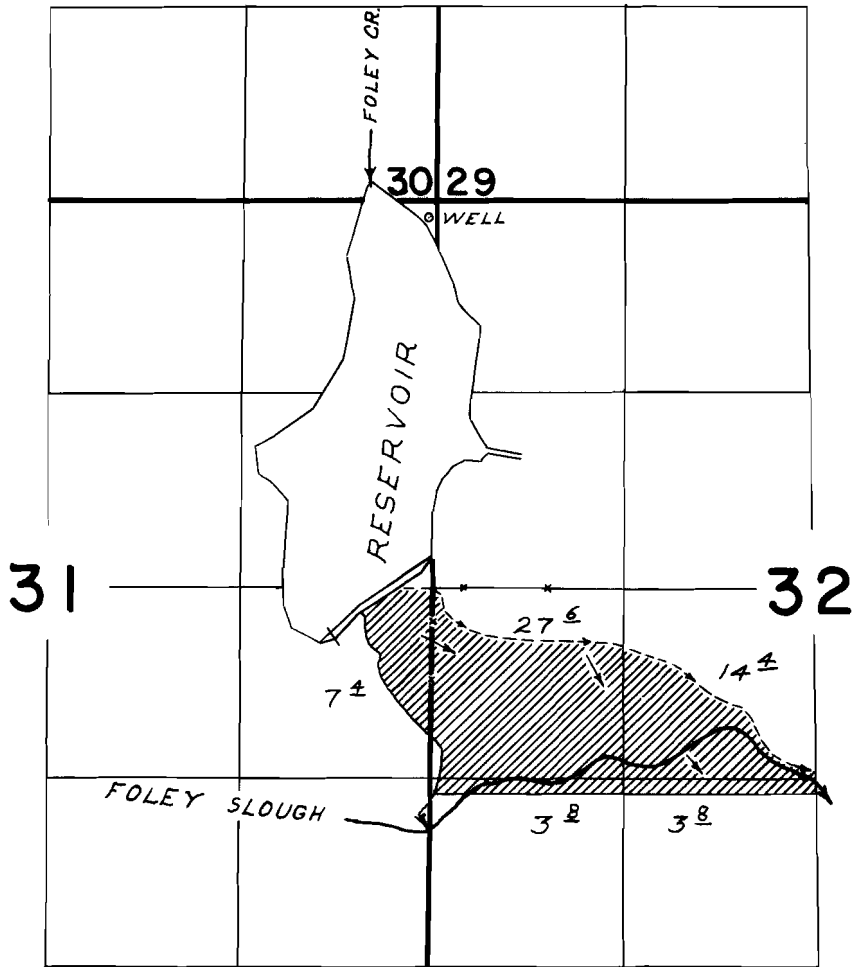 FOLEY CR.
30 29
WELL
RESERVOIR
31
32
27 6
14 4
7 4
FOLEY SLOUGH
3 8
3 8